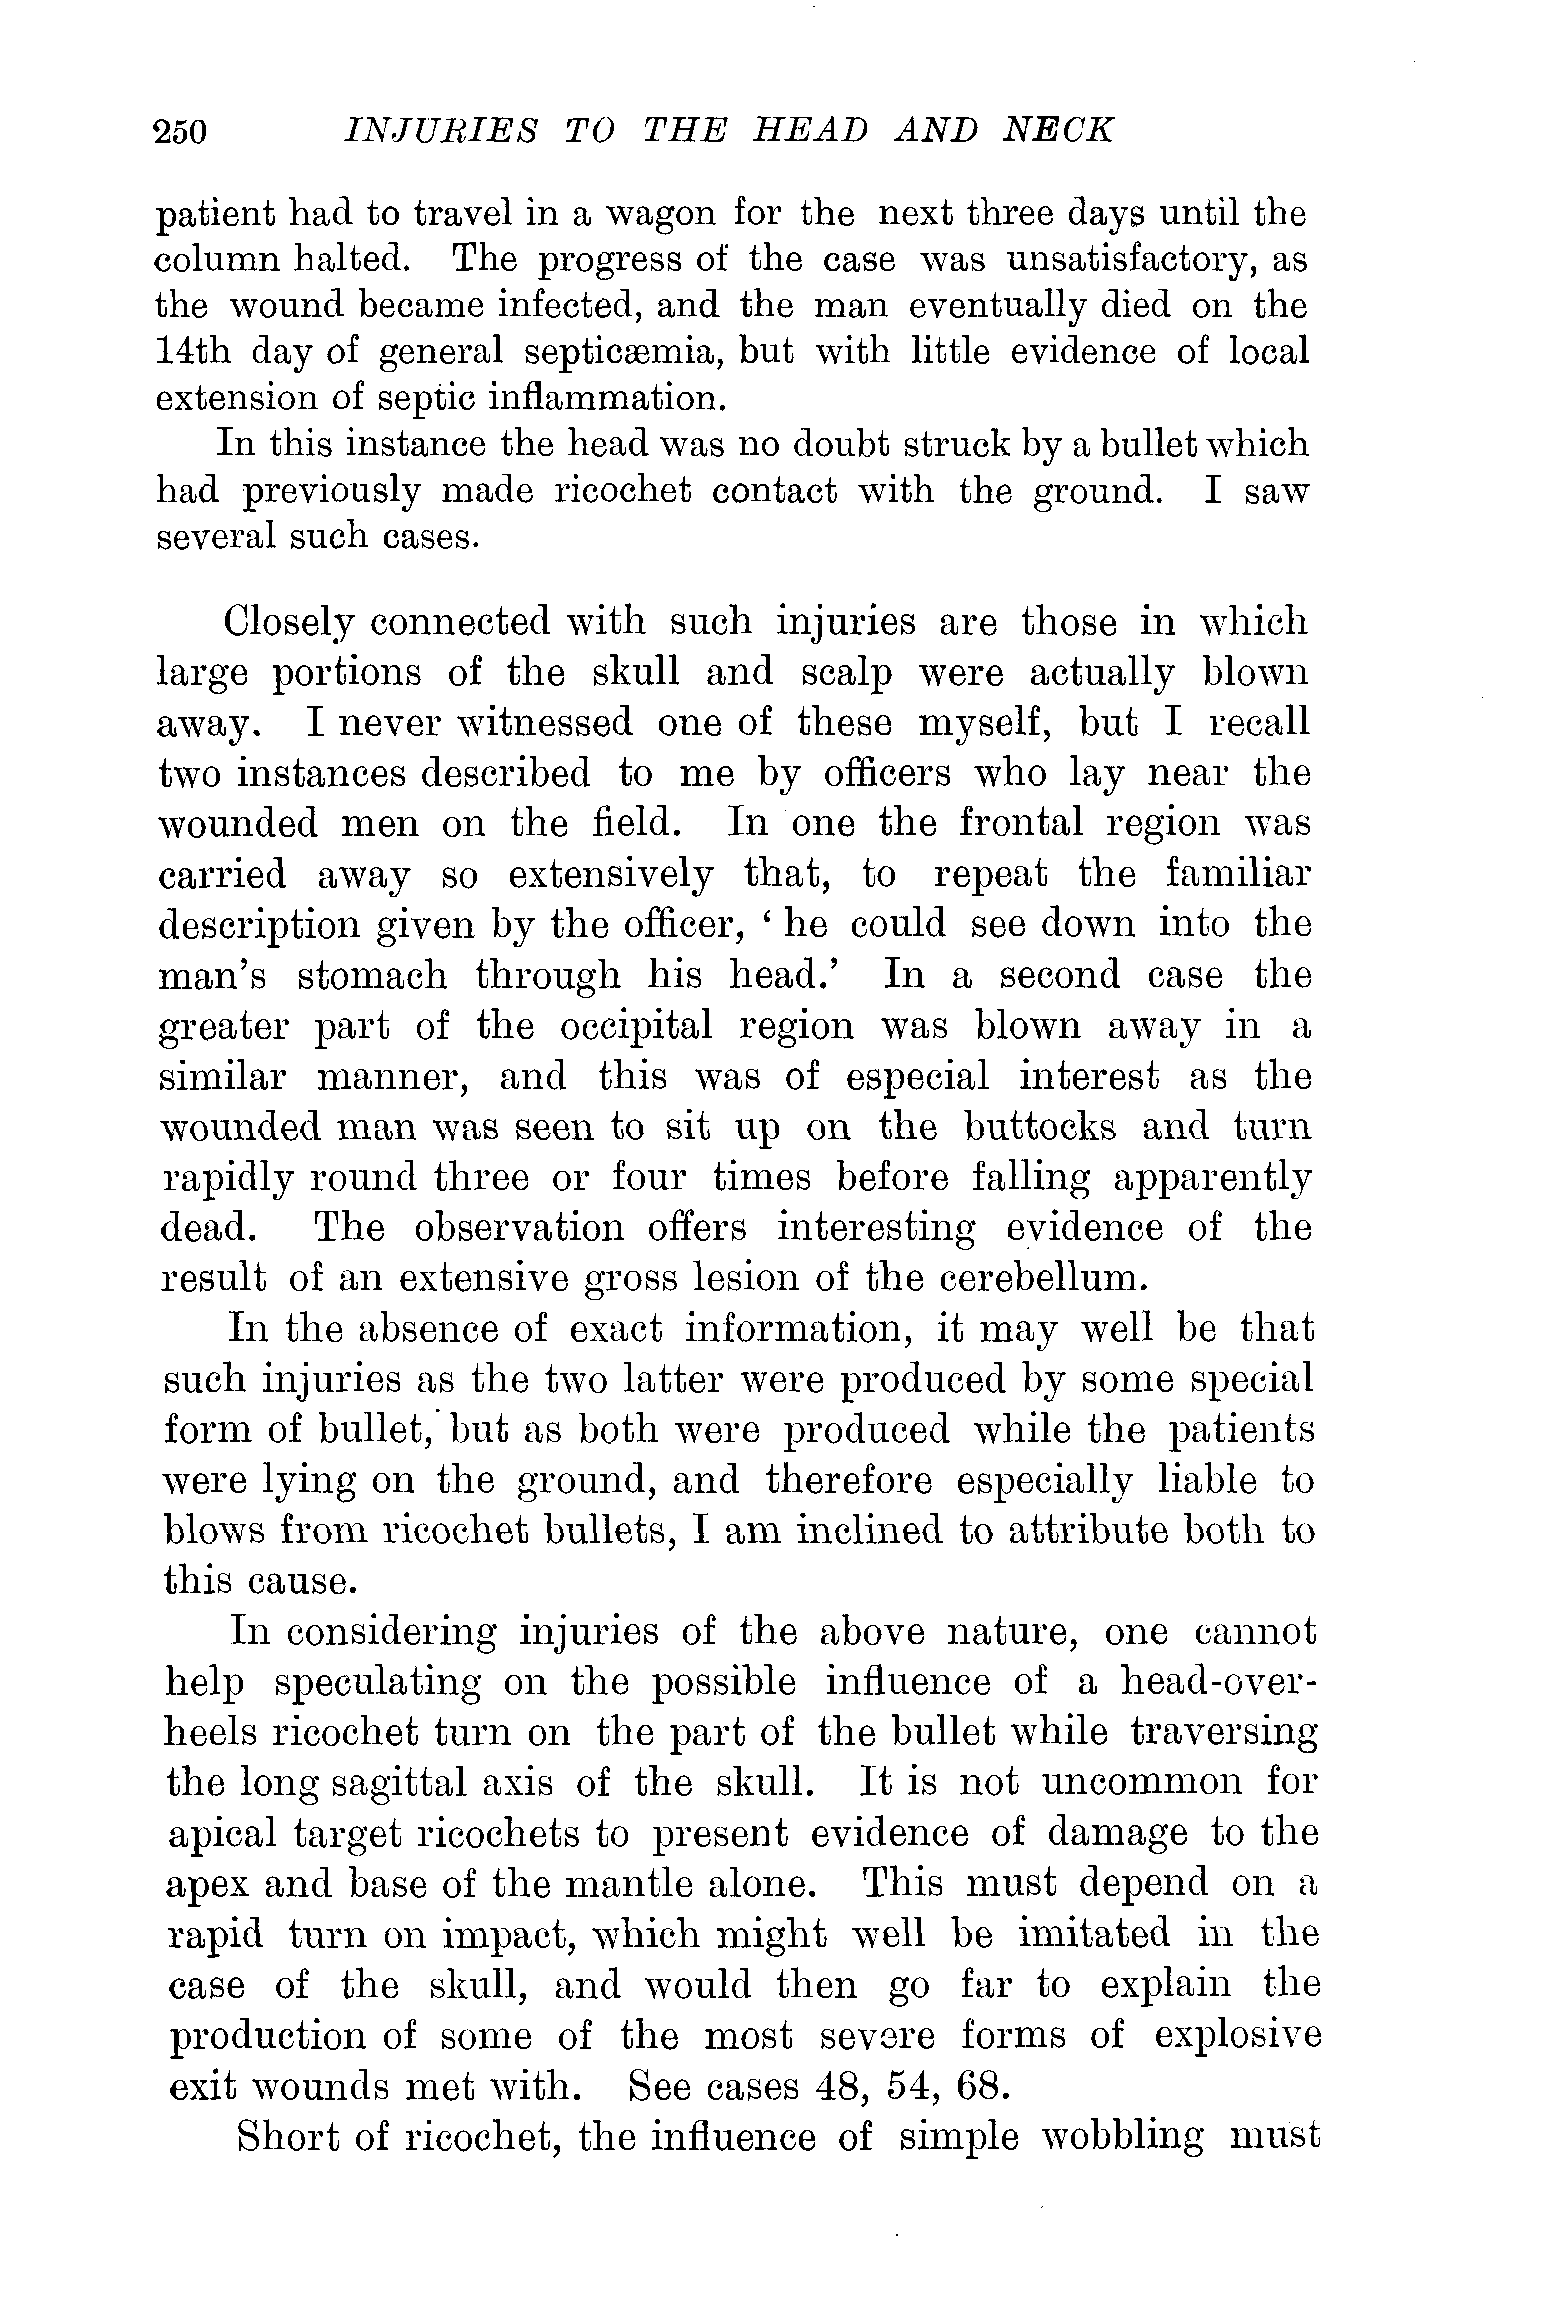 250 INJURIES TO THE HEAD AND NECK
patient had to travel in a wagon for the next three days until the
column halted. The progress of the case was unsatisfactory, as
the wound became infected, and the man eventually died on the
14th day of general septicæmia, but with little evidence of local
extension of septic inflammation.
In this instance the head was no doubt struck by a bullet which
had previously made ricochet contact with the ground. I saw
several such cases.
Closely connected with such injuries are those in which
large portions of the skull and scalp were actually blown
away. I never witnessed one of these myself, but I recall
two instances described to me by officers who lay near the
wounded men on the field. In one the frontal region was
carried away so extensively that, to repeat the familiar
description given by the officer, ‘ he could see down into the
man’s stomach through his head.’ In a second case the
greater part of the occipital region was blown away in a
similar manner, and this was of especial interest as the
wounded man was seen to sit up on the buttocks and turn
rapidly round three or four times before falling apparently
dead. The observation offers interesting evidence of the
result of an extensive gross lesion of the cerebellum.
In the absence of exact information, it may well be that
such injuries as the two latter were produced by some special
form of bullet, but as both were produced while the patients
were lying on the ground, and therefore especially liable to
blows from ricochet bullets, I am inclined to attribute both to
this cause.
In considering injuries of the above nature, one cannot
help speculating on the possible influence of a head-over-
heels ricochet turn on the part of the bullet while traversing
the long sagittal axis of the skull. It is not uncommon for
apical target ricochets to present evidence of damage to the
apex and base of the mantle alone. This must depend on a
rapid turn on impact, which might well be imitated in the
case of the skull, and would then go far to explain the
production of some of the most severe forms of explosive
exit wounds met with. See cases 48, 54, 68.
Short of ricochet, the influence of simple wobbling must